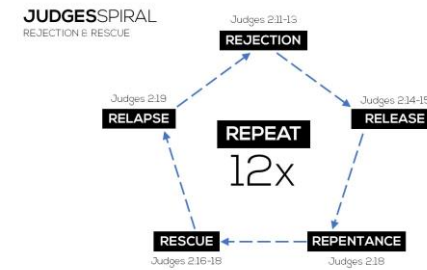 JUDGESSPIRAL
REJECTION & RESCUE
Judges 2:11-13
REJECTION
Judges 2:14-15
RELEASE
REPENTANCE
Judges 2:18
RESCUE
Judges 2:16-18
Judges 2:19
RELAPSE
REPEAT
12x